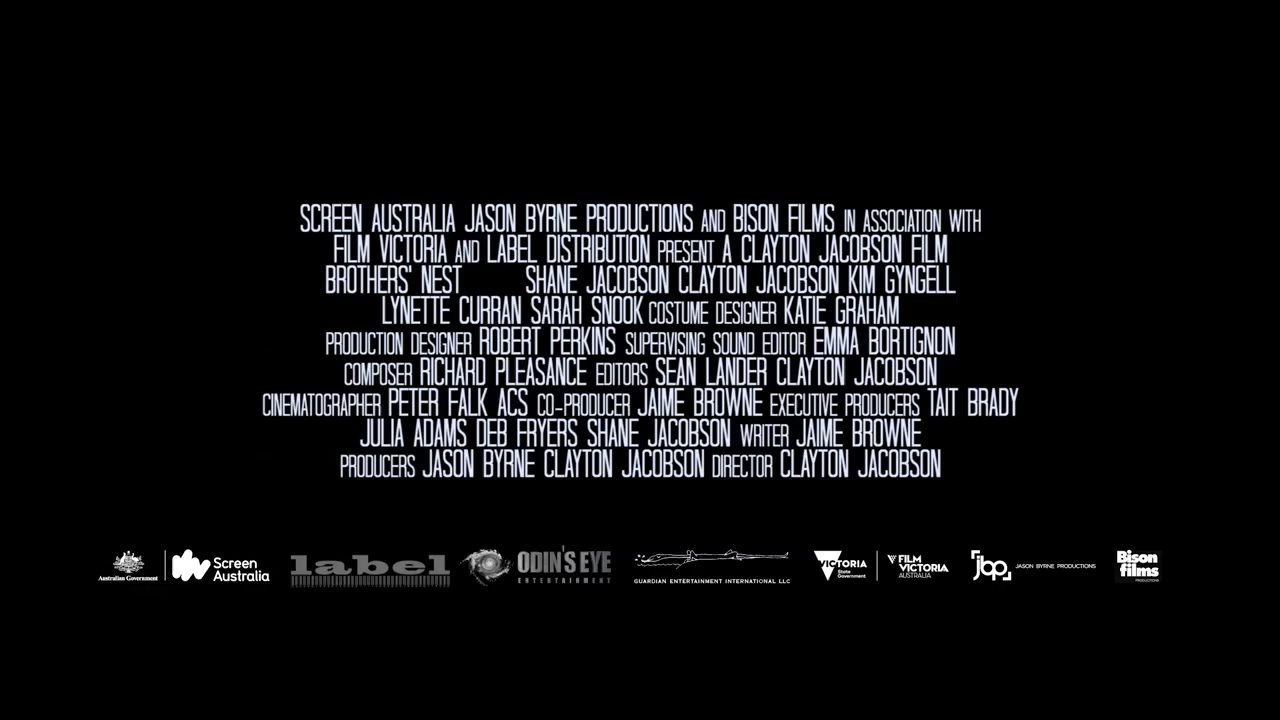 SCREEN AUSTRALIA JASON BYRNE PRODUCTIONS AND BISON FILMS IN ASSOCIATION WITH
FILM VICTORIA AND LABEL DISTRIBUTION PRESENT A CLAYTON JACOBSON FILM
BROTHERS' NEST SHANE JACOBSON CLAYTON JACOBSON KIM GYNGELL
LYNETTE CURRAN SARAH SNOOK COSTUME DESIGNER KATIE GRAHAM
PRODUCTION DESIGNER ROBERT PERKINS SUPERVISING SOUND EDITOR EMMA BORTIGNON
COMPOSER RICHARD PLEASANCE EDITORS SEAN LANDER CLAYTON JACOBSON
CINEMATOGRAPHER PETER FALK ACS CO-PRODUCER JAIME BROWNE EXECUTIVE PRODUCERS TAIT BRADY
JULIA ADAMS DEB FRYERS SHANE JACOBSON WRITER JAIME BROWNE
PRODUCERS JASON BYRNE CLAYTON JACOBSON DIRECTOR CLAYTON JACOBSON
Australian Government
Screen
Australia
label
ODIN'S EYE
ENTERTAINMENT
GUARDIAN ENTERTAINMENT INTERNATIONAL LLC
VICTORIA
State
Government
FILM
VICTORIA
AUSTRALIA
jbp
JASON BYRNE PRODUCTIONS
Bison
films
PRODUCTIONS